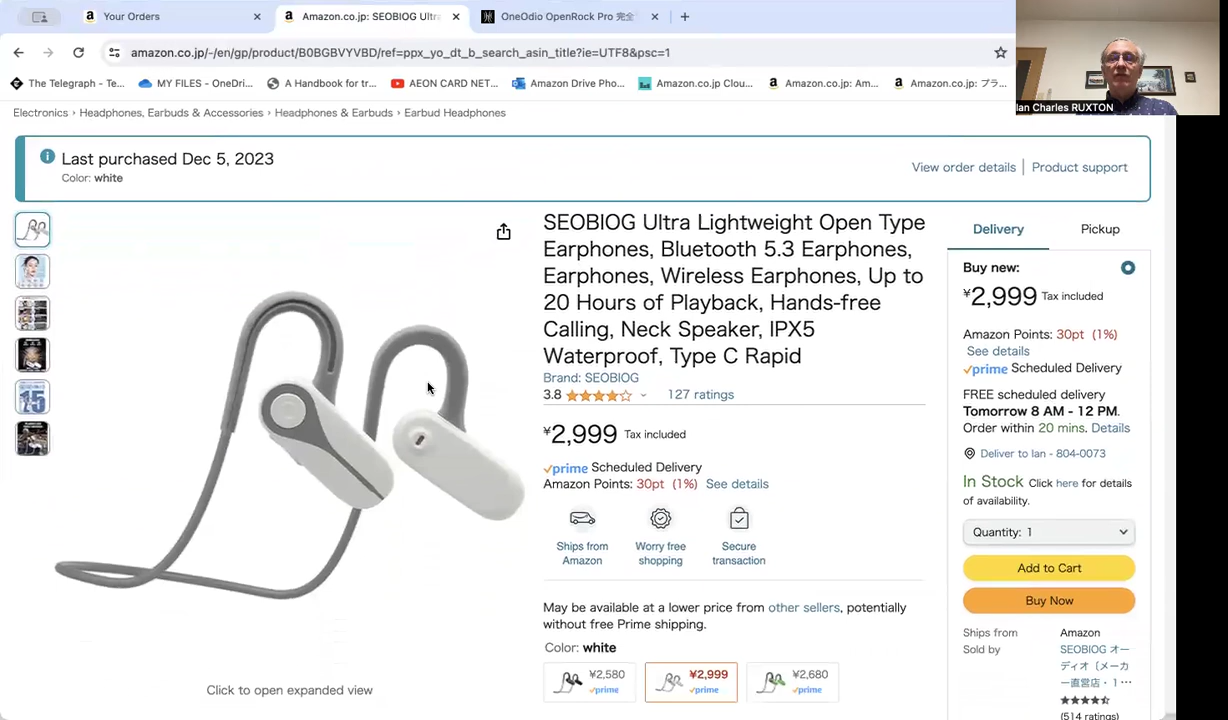 Your Orders
Amazon.co.jp: SEOBIOG Ultra
OneOdio OpenRock Pro 完全
amazon.co.jp/-/en/gp/product/B0BGBVYVBD/ref=ppx_yo_dt_b_search_asin_title?ie=UTF8&psc=1
The Telegraph - Te...
MY FILES - OneDri...
A Handbook for tr...
AEON CARD NET...
Amazon Drive Pho...
Amazon.co.jp Clou...
Amazon.co.jp: Am...
Amazon.co.jp: プラ...
Ian Charles RUXTON
Electronics › Headphones, Earbuds & Accessories › Headphones & Earbuds › Earbud Headphones
Last purchased Dec 5, 2023
Color: white
View order details | Product support
SEOBIOG Ultra Lightweight Open Type
Earphones, Bluetooth 5.3 Earphones,
Earphones, Wireless Earphones, Up to
20 Hours of Playback, Hands-free
Calling, Neck Speaker, IPX5
Waterproof, Type C Rapid
Brand: SEOBIOG
3.8 127 ratings
¥2,999 Tax included
prime Scheduled Delivery
Amazon Points: 30pt (1%) See details
Ships from
Amazon
Worry free
shopping
Secure
transaction
May be available at a lower price from other sellers, potentially
without free Prime shipping.
Color: white
¥2,580
prime
¥2,999
prime
¥2,680
prime
Click to open expanded view
Delivery
Pickup
Buy new:
¥2,999 Tax included
Amazon Points: 30pt (1%)
See details
prime Scheduled Delivery
FREE scheduled delivery
Tomorrow 8 AM - 12 PM.
Order within 20 mins. Details
Deliver to Ian - 804-0073
In Stock Click here for details
of availability.
Quantity: 1
Add to Cart
Buy Now
Ships from Amazon
Sold by SEOBIOG オー
ディオ〔メーカ
ー直営店・１…
(514 ratings)